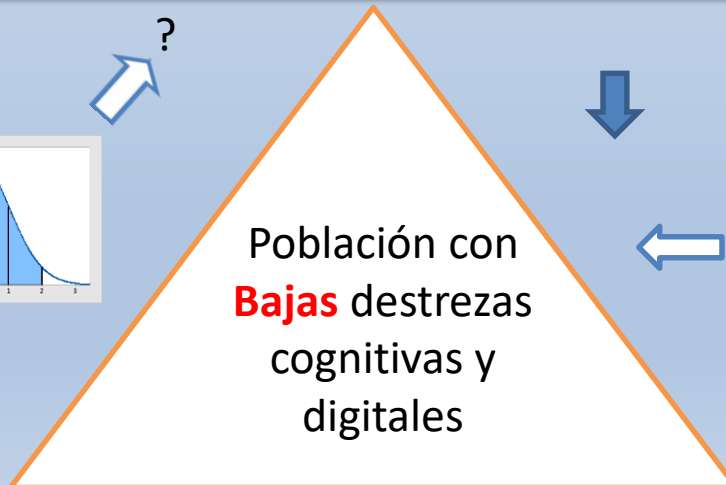 ?
Población con
Bajas destrezas
cognitivas y
digitales
1 2 3